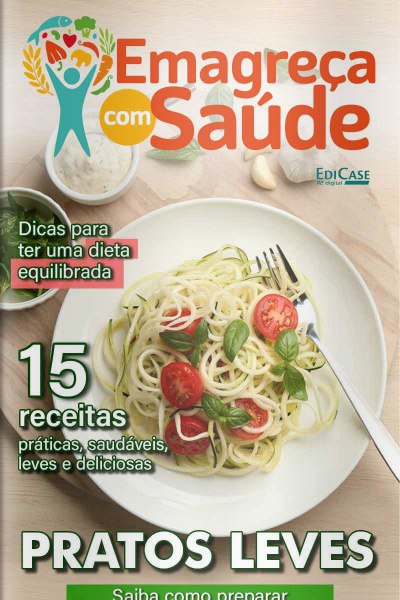 Emagreça
com
Saúde
EDICASE
digital
Dicas para
ter uma dieta
equilibrada
15
receitas
práticas, saudáveis,
leves e deliciosas
PRATOS LEVES
Saiba como preparar